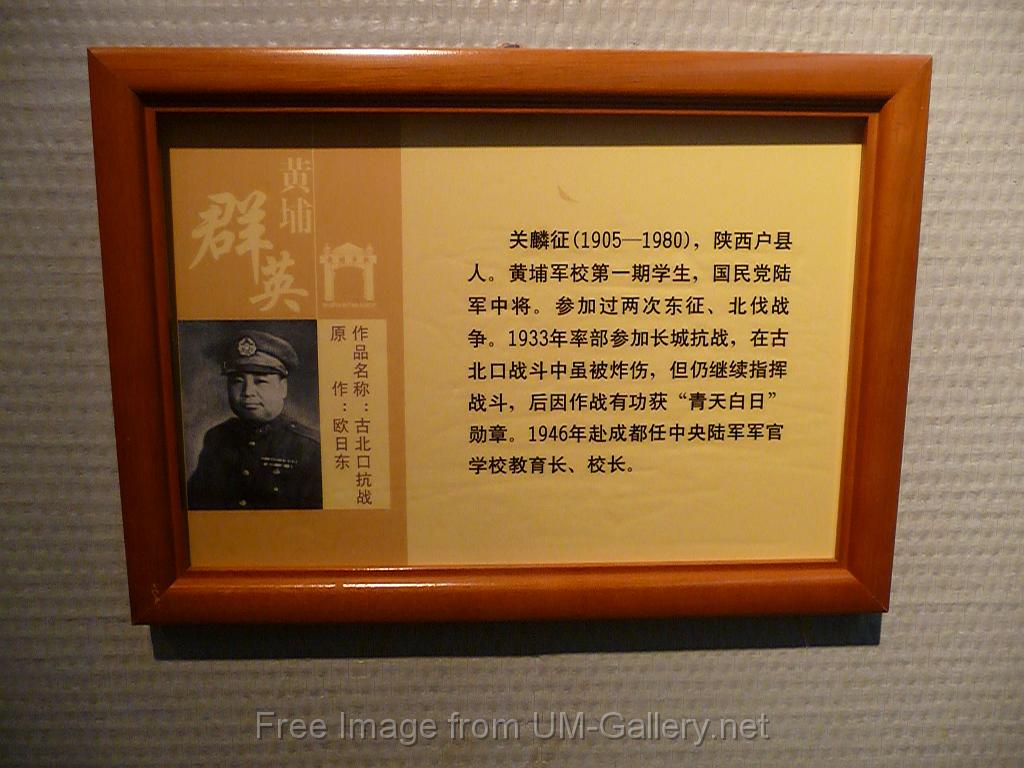 黄埔
群英
作品名称：古北口抗战
原　　作：欧日东
关麟征(1905—1980)，陕西户县
人。黄埔军校第一期学生，国民党陆
军中将。参加过两次东征、北伐战
争。1933年率部参加长城抗战，在古
北口战斗中虽被炸伤，但仍继续指挥
战斗，后因作战有功获“青天白日”
勋章。1946年赴成都任中央陆军军官
学校教育长、校长。
Free Image from UM-Gallery.net